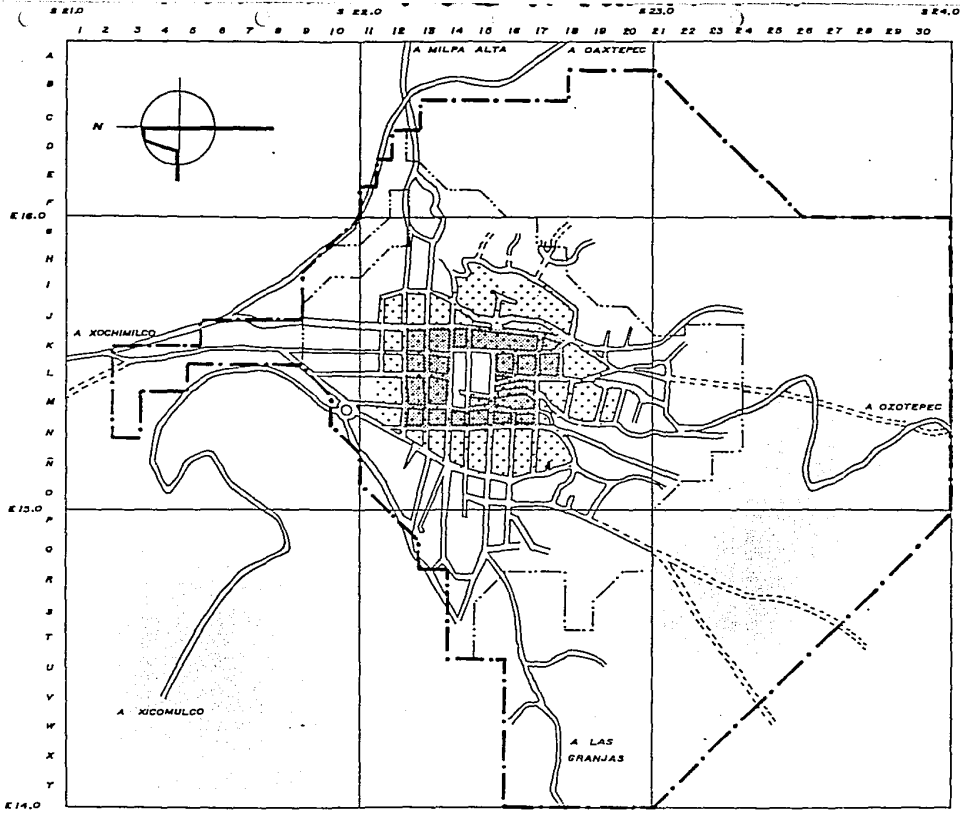 S 21.0 S 22.0 S 23.0 S 24.0
1 2 3 4 5 6 7 8 9 10 11 12 13 14 15 16 17 18 19 20 21 22 23 24 25 26 27 28 29 30
A
A MILPA ALTA A OAXTEPEC
B
C
N
D
E
F
E 16.0
G
H
I
J
A XOCHIMILCO
K
L
M
A OZOTEPEC
N
Ñ
O
E 15.0
P
Q
R
S
T
U
V
A XICOMULCO
W
A LAS
GRANJAS
X
Y
E 14.0